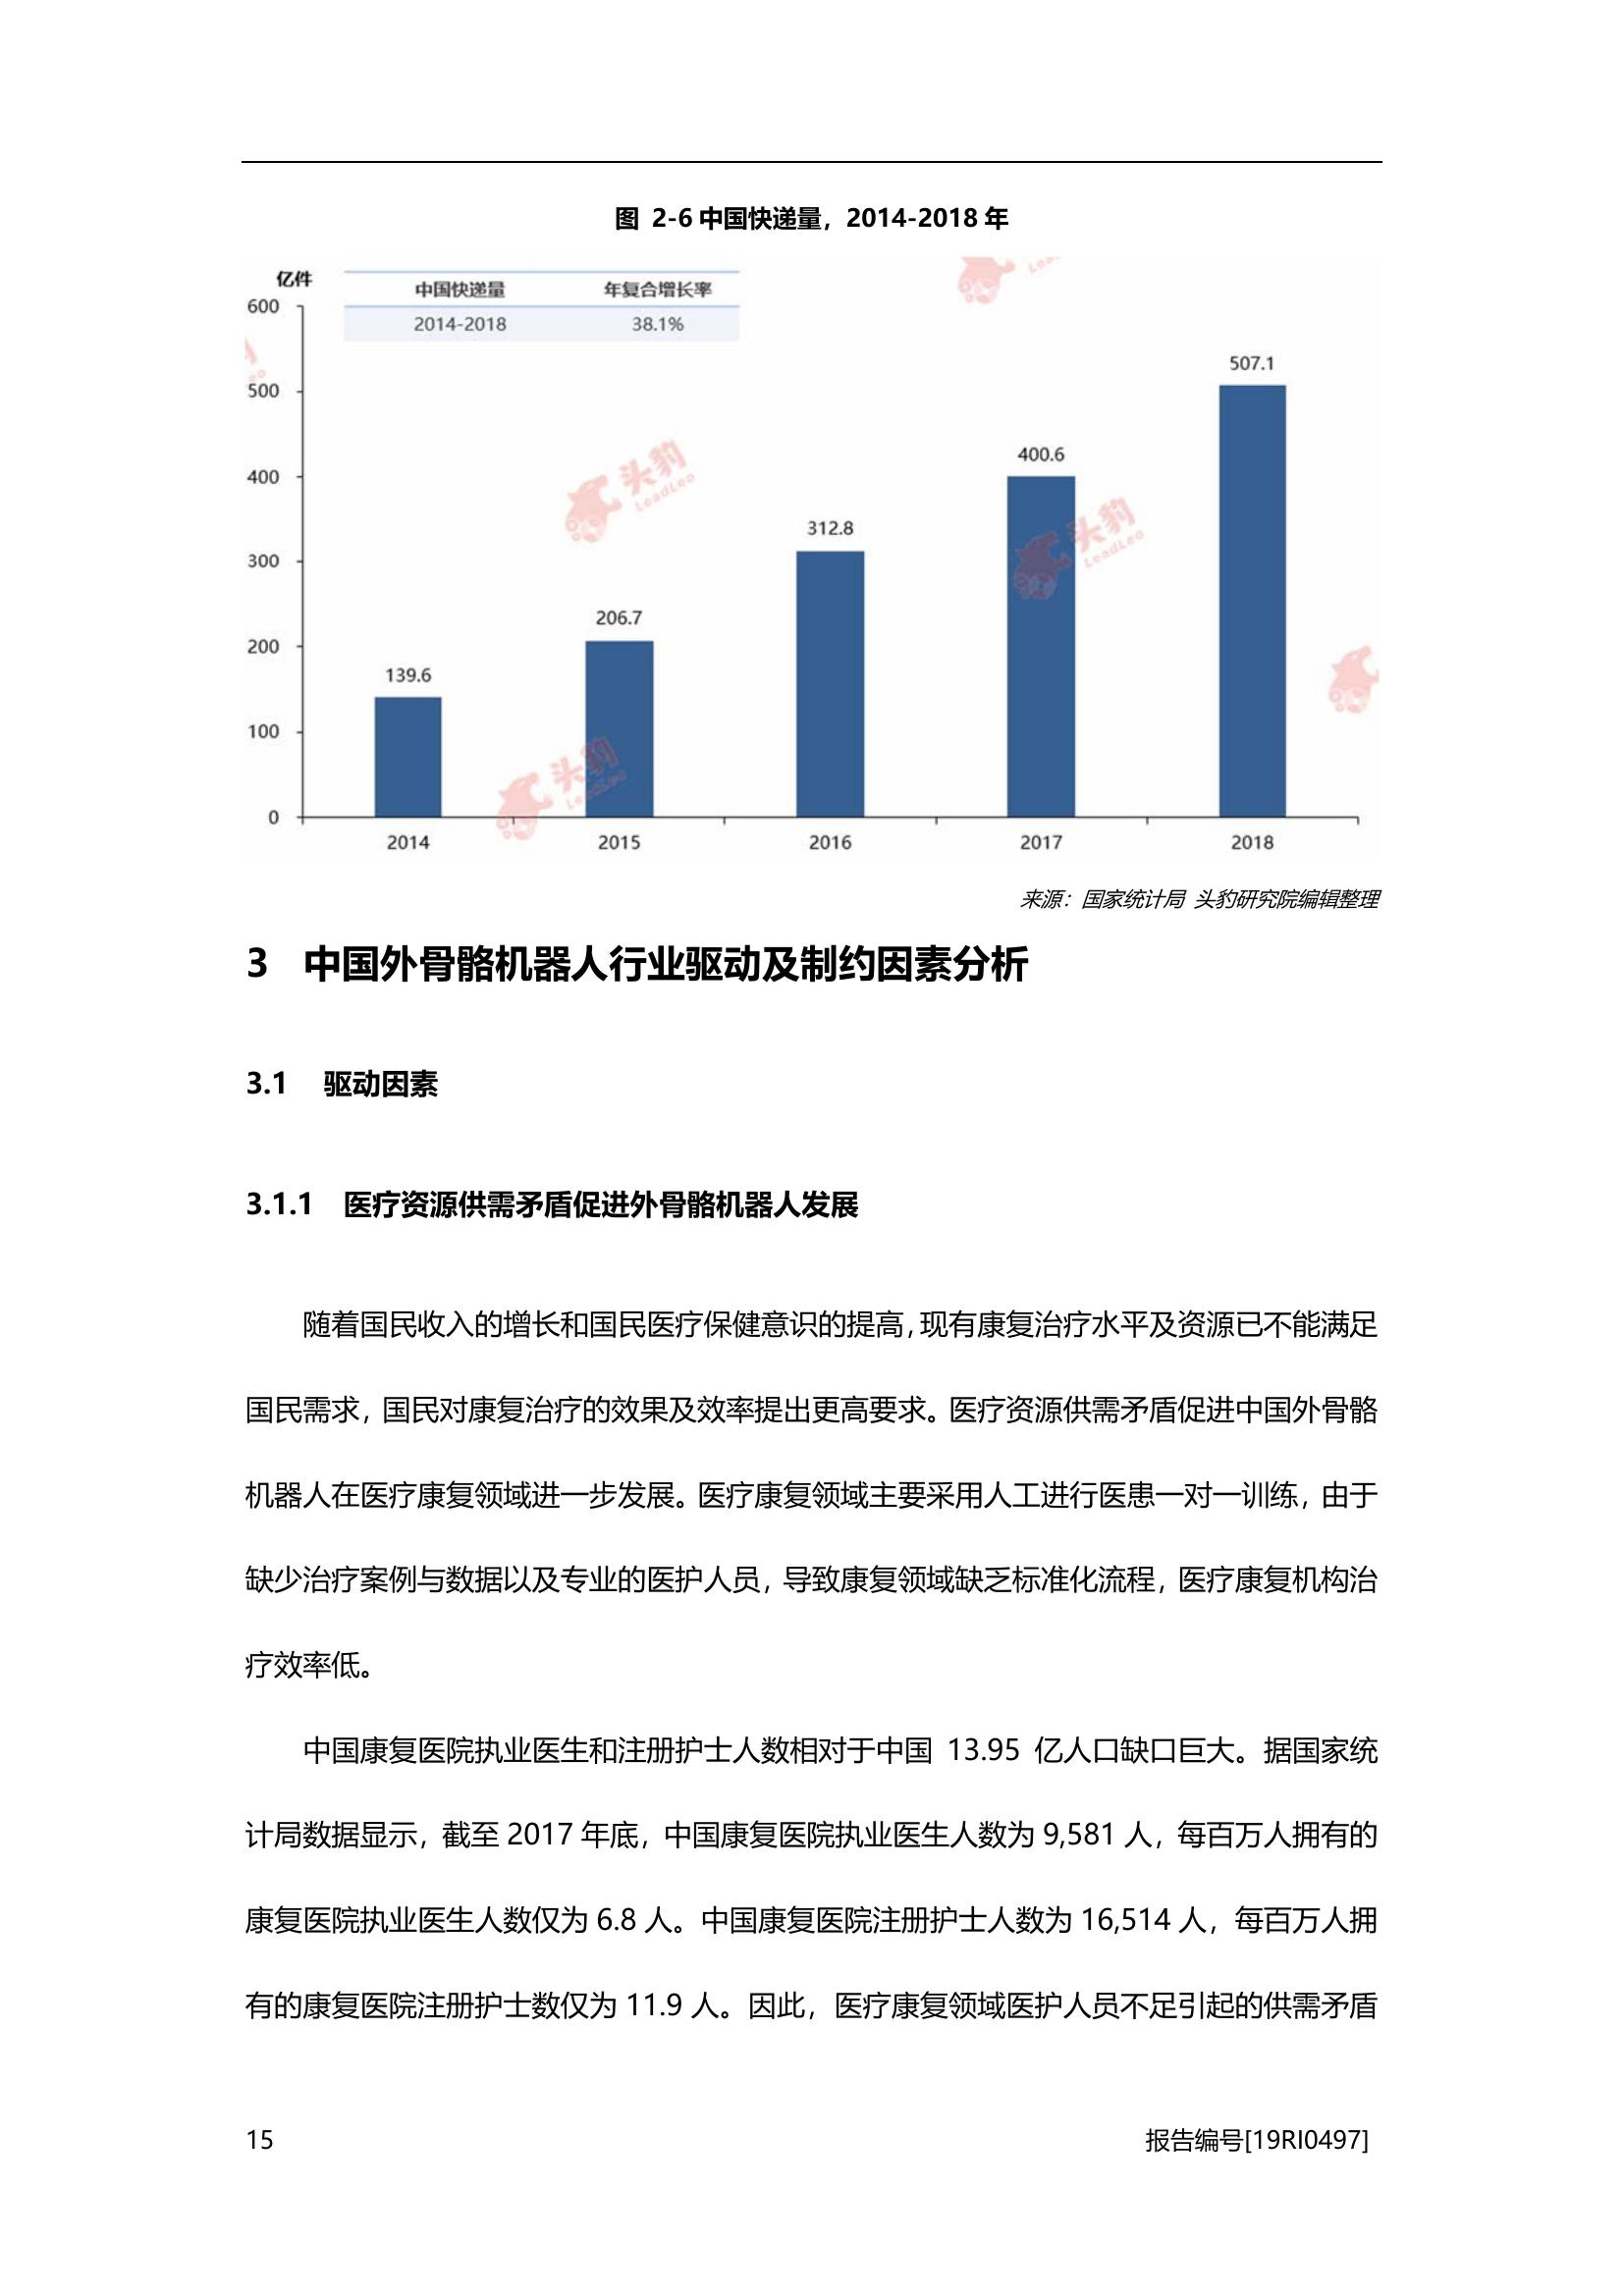 图 2-6 中国快递量，2014-2018 年
亿件
中国快递量 年复合增长率
2014-2018 38.1%
600
500
400
300
200
100
0
139.6
206.7
312.8
400.6
507.1
2014 2015 2016 2017 2018
头豹
LeadLeo
头豹
LeadLeo
头豹
LeadLeo
来源：国家统计局 头豹研究院编辑整理
3 中国外骨骼机器人行业驱动及制约因素分析
3.1 驱动因素
3.1.1 医疗资源供需矛盾促进外骨骼机器人发展
随着国民收入的增长和国民医疗保健意识的提高，现有康复治疗水平及资源已不能满足
国民需求，国民对康复治疗的效果及效率提出更高要求。医疗资源供需矛盾促进中国外骨骼
机器人在医疗康复领域进一步发展。医疗康复领域主要采用人工进行医患一对一训练，由于
缺少治疗案例与数据以及专业的医护人员，导致康复领域缺乏标准化流程，医疗康复机构治
疗效率低。
中国康复医院执业医生和注册护士人数相对于中国 13.95 亿人口缺口巨大。据国家统
计局数据显示，截至 2017 年底，中国康复医院执业医生人数为 9,581 人，每百万人拥有的
康复医院执业医生人数仅为 6.8 人。中国康复医院注册护士人数为 16,514 人，每百万人拥
有的康复医院注册护士数仅为 11.9 人。因此，医疗康复领域医护人员不足引起的供需矛盾
15 报告编号[19RI0497]